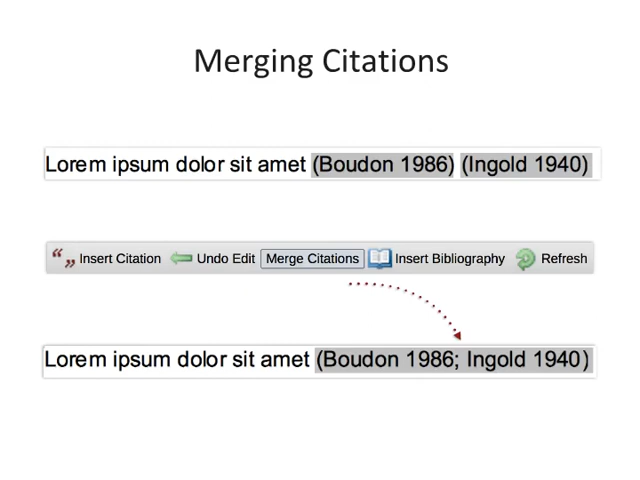 Merging Citations
Lorem ipsum dolor sit amet (Boudon 1986) (Ingold 1940)
Insert Citation Undo Edit Merge Citations Insert Bibliography Refresh
Lorem ipsum dolor sit amet (Boudon 1986; Ingold 1940)